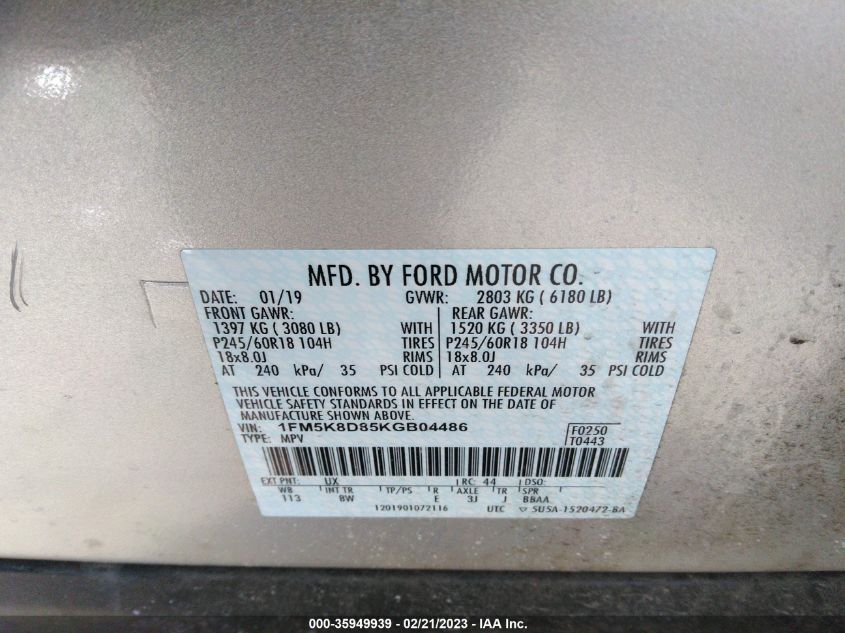 MFD. BY FORD MOTOR CO.
DATE: 01/19 GVWR: 2803 KG ( 6180 LB)
FRONT GAWR: REAR GAWR:
1397 KG ( 3080 LB) WITH 1520 KG ( 3350 LB) WITH
P245/60R18 104H TIRES P245/60R18 104H TIRES
18x8.0J RIMS 18x8.0J RIMS
AT 240 kPa/ 35 PSI COLD AT 240 kPa/ 35 PSI COLD
THIS VEHICLE CONFORMS TO ALL APPLICABLE FEDERAL MOTOR
VEHICLE SAFETY STANDARDS IN EFFECT ON THE DATE OF
MANUFACTURE SHOWN ABOVE.
VIN: 1FM5K8D85KGB04486 F0250
TYPE: MPV T0443
EXT PNT: UX RC: 44 DSO:
WB INT TR TP/PS R AXLE TR SPR
113 8W E 3J J BBAA
1201901072116 UTC ▽ 5U5A-1520472-BA
000-35949939 - 02/21/2023 - IAA Inc.